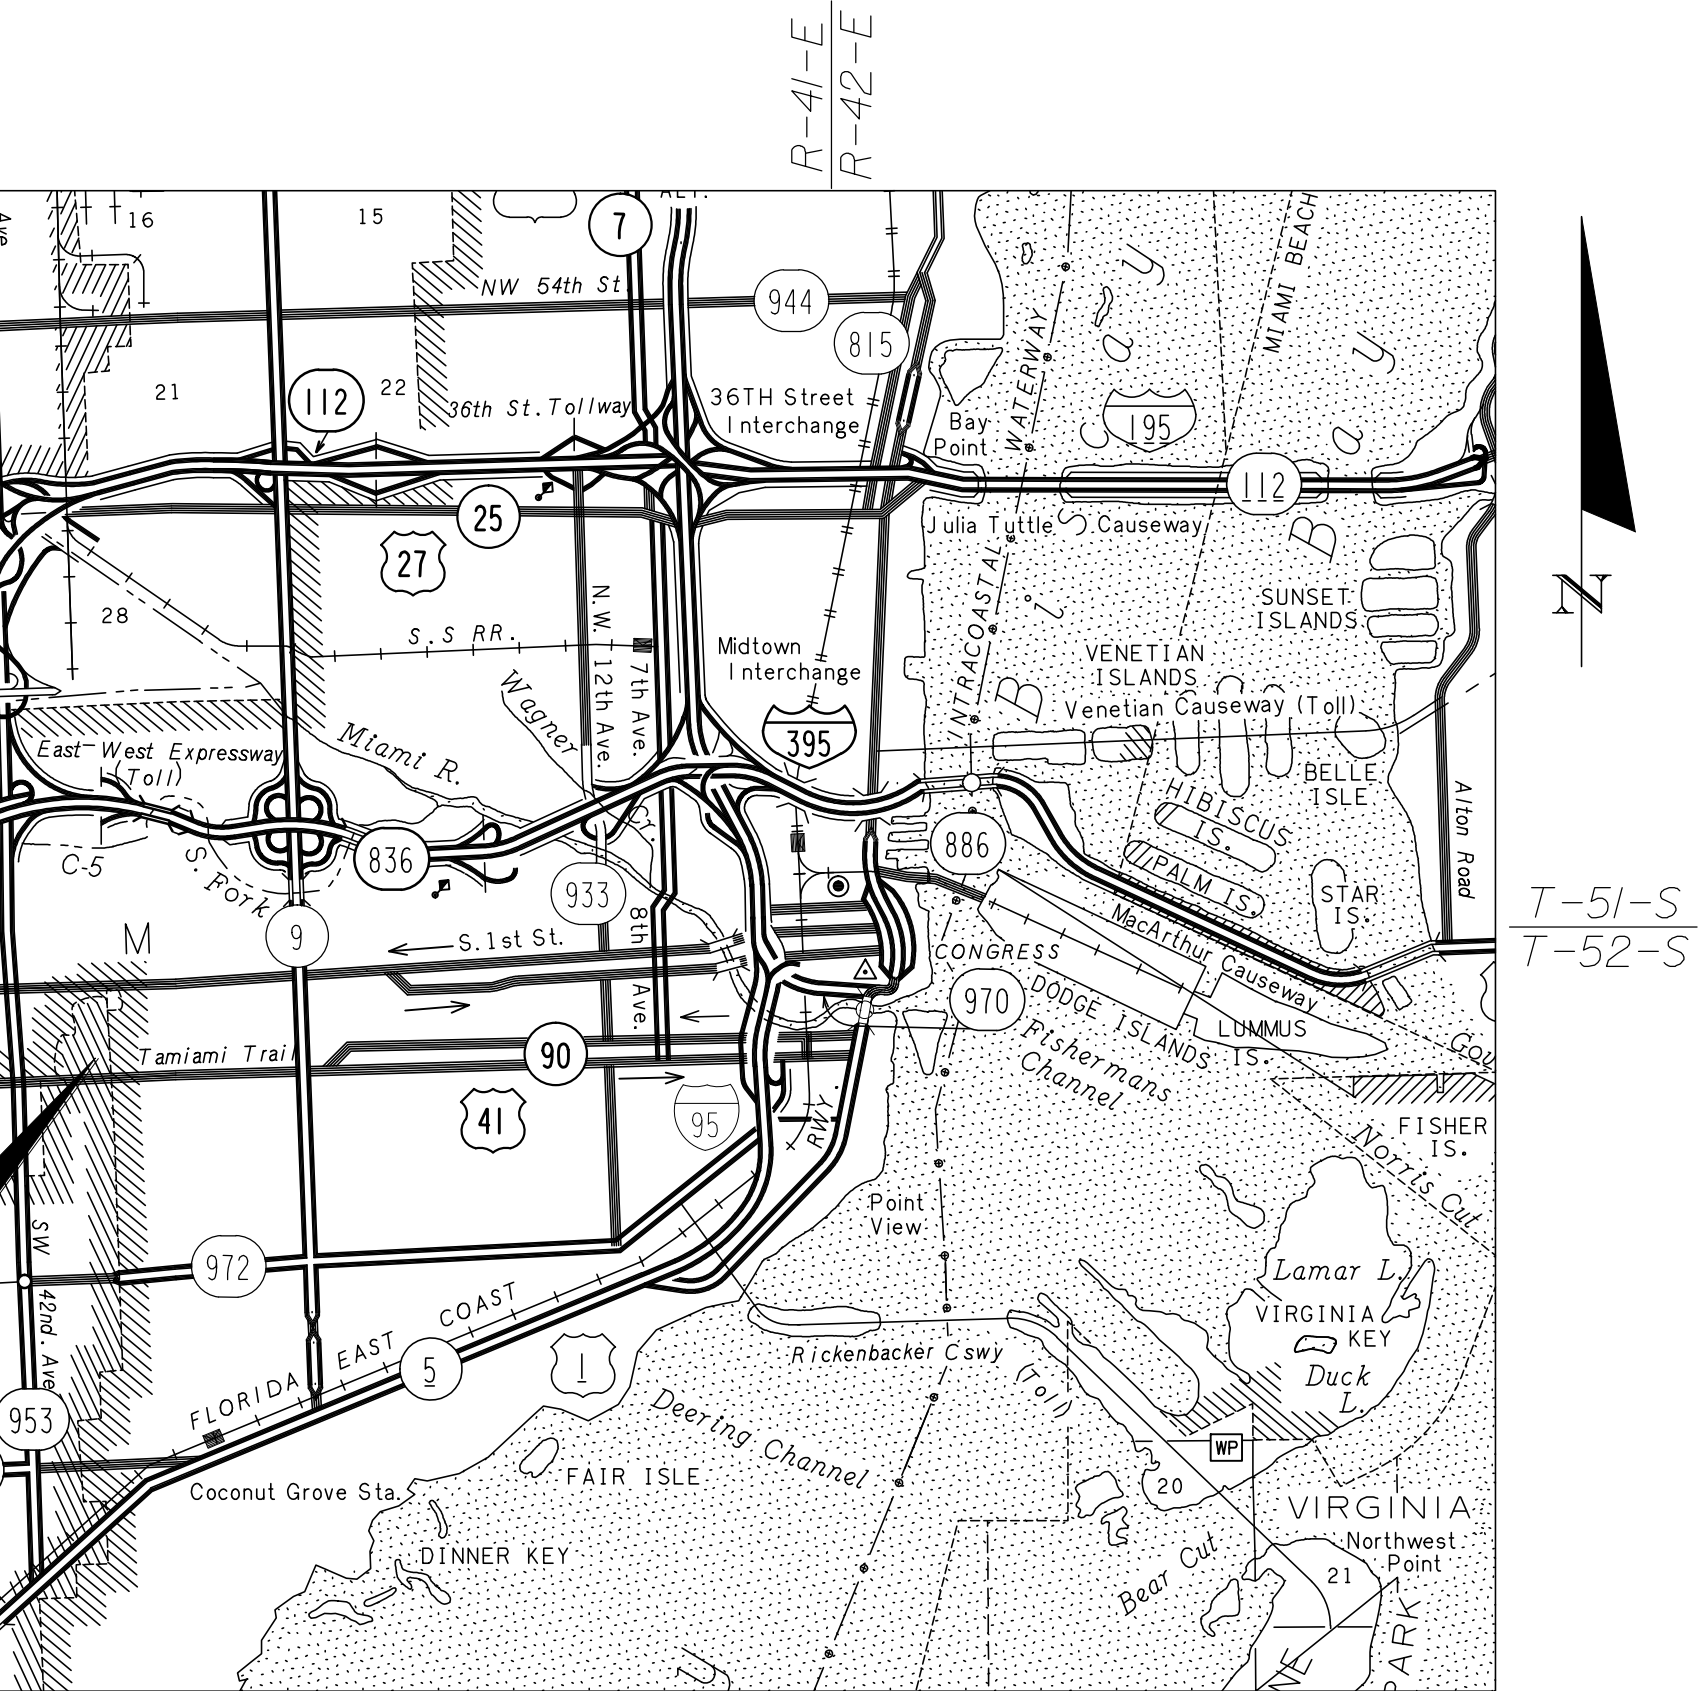 R-41-E
R-42-E
Ave
16
15
7
NW 54th St.
944
815
WATERWAY
MIAMI BEACH
Biscayne Bay
21
112
22
36th St. Tollway
36TH Street
Interchange
Bay
Point
195
112
25
27
Julia Tuttle Causeway
INTRACOASTAL
SUNSET
ISLANDS
N
28
S.S RR.
N.W. 12th Ave.
7th Ave.
Midtown
Interchange
VENETIAN
ISLANDS
Venetian Causeway (Toll)
Wagner
Cr.
Miami R.
395
East-West Expressway
(Toll)
BELLE
ISLE
HIBISCUS
IS.
Alton Road
C-5
S. Fork
836
886
PALM IS.
STAR
IS.
933
8th Ave.
9
M
S. 1st St.
MacArthur Causeway
CONGRESS
970
DODGE ISLANDS
LUMMUS
IS.
T-51-S
T-52-S
Fishermans
Channel
Tamiami Trail
90
41
95
RWY.
FISHER
IS.
Norris Cut
Point
View
SW
42nd. Ave
972
Lamar L.
VIRGINIA
KEY
Duck
L.
FLORIDA EAST COAST
5
1
Rickenbacker Cswy
(Toll)
953
Deering Channel
WP
20
Coconut Grove Sta.
FAIR ISLE
VIRGINIA
Northwest
Point
DINNER KEY
Bear Cut
21
PARK